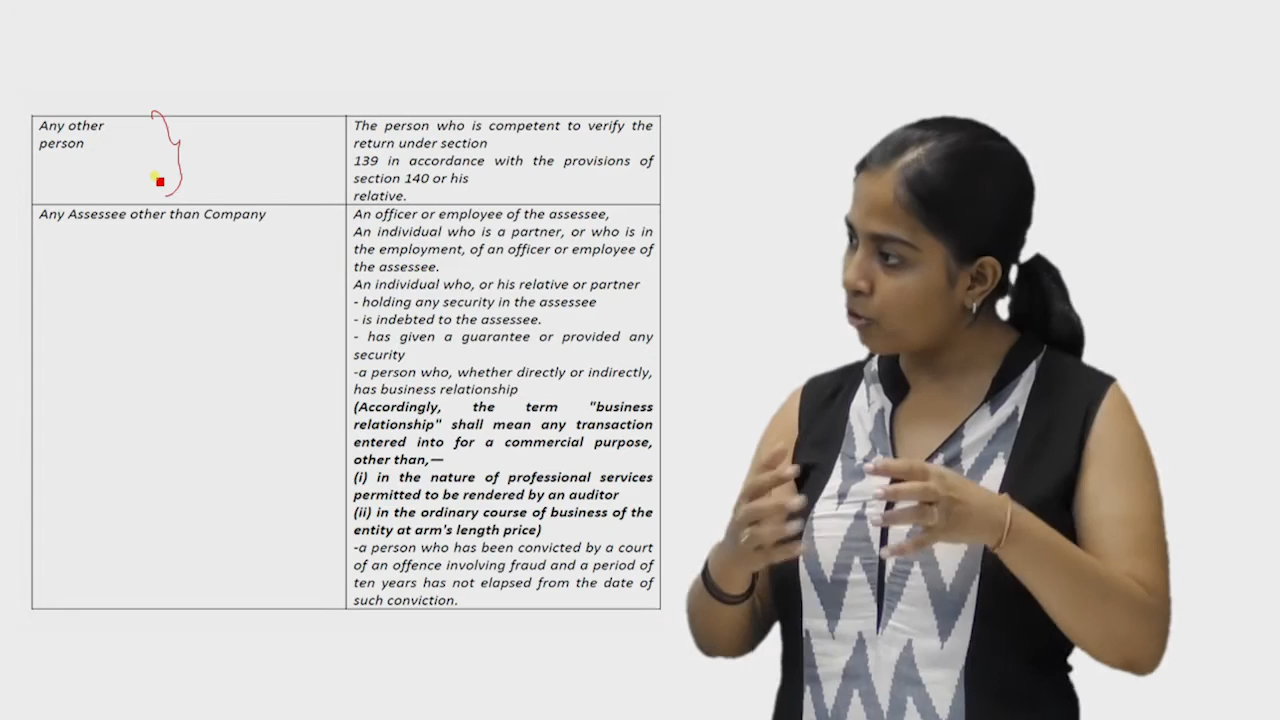 Any other
person
The person who is competent to verify the
return under section
139 in accordance with the provisions of
section 140 or his
relative.
Any Assessee other than Company
An officer or employee of the assessee,
An individual who is a partner, or who is in
the employment, of an officer or employee of
the assessee.
An individual who, or his relative or partner
- holding any security in the assessee
- is indebted to the assessee.
- has given a guarantee or provided any
security
-a person who, whether directly or indirectly,
has business relationship
(Accordingly, the term "business
relationship" shall mean any transaction
entered into for a commercial purpose,
other than,—
(i) in the nature of professional services
permitted to be rendered by an auditor
(ii) in the ordinary course of business of the
entity at arm's length price)
-a person who has been convicted by a court
of an offence involving fraud and a period of
ten years has not elapsed from the date of
such conviction.